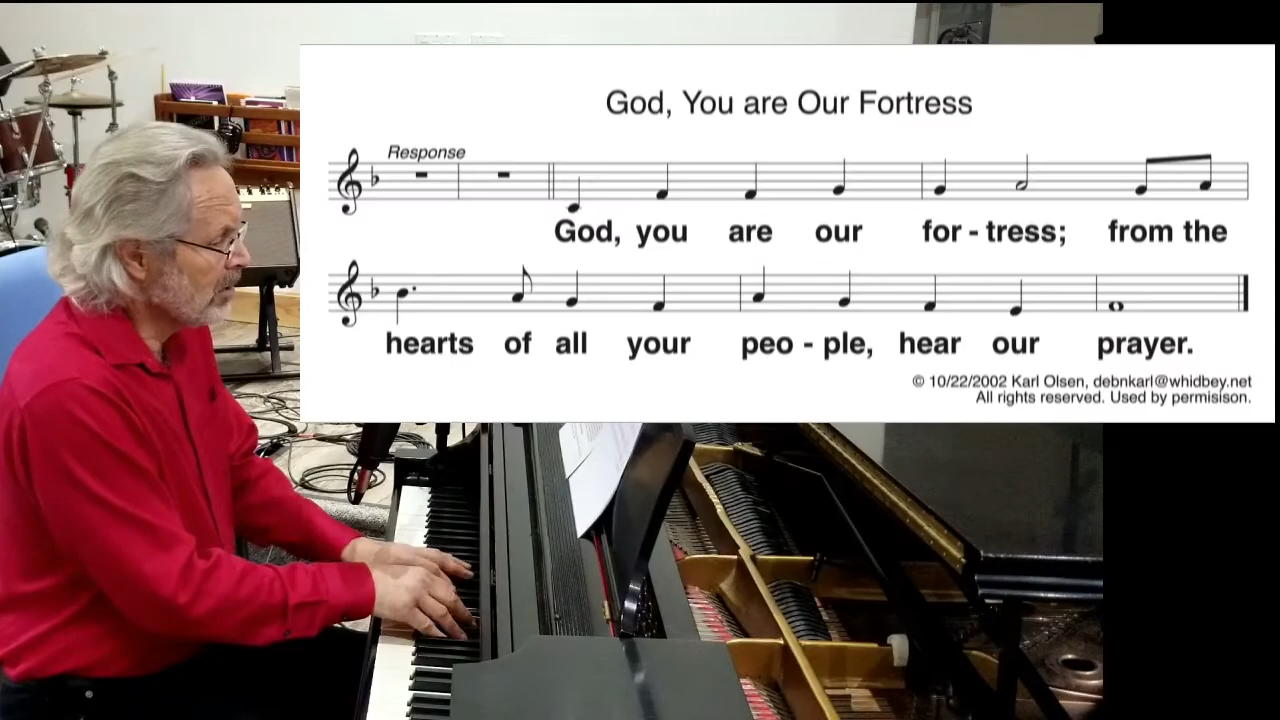 God, You are Our Fortress
Response
God, you are our for - tress; from the
hearts of all your peo - ple, hear our prayer.
© 10/22/2002 Karl Olsen, debnkarl@whidbey.net
All rights reserved. Used by permisison.